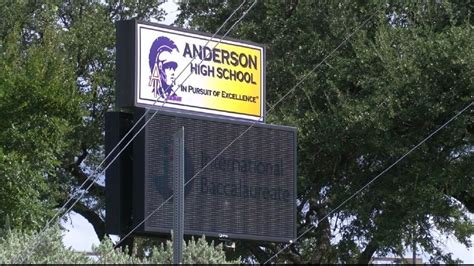 ANDERSON
HIGH SCHOOL
IN PURSUIT OF EXCELLENCE
International
Baccalaureate